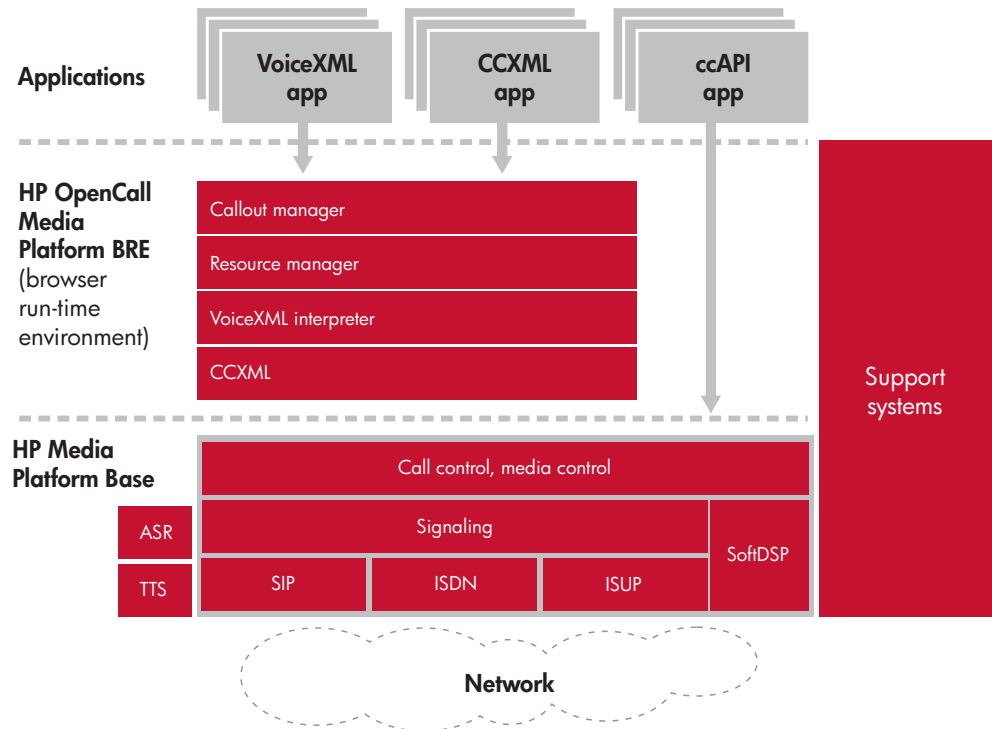 Applications
VoiceXML
app
CCXML
app
ccAPI
app
HP OpenCall
Media
Platform BRE
(browser
run-time
environment)
Callout manager
Resource manager
VoiceXML interpreter
CCXML
Support
systems
HP Media
Platform Base
Call control, media control
ASR
Signaling
SoftDSP
TTS
SIP
ISDN
ISUP
Network